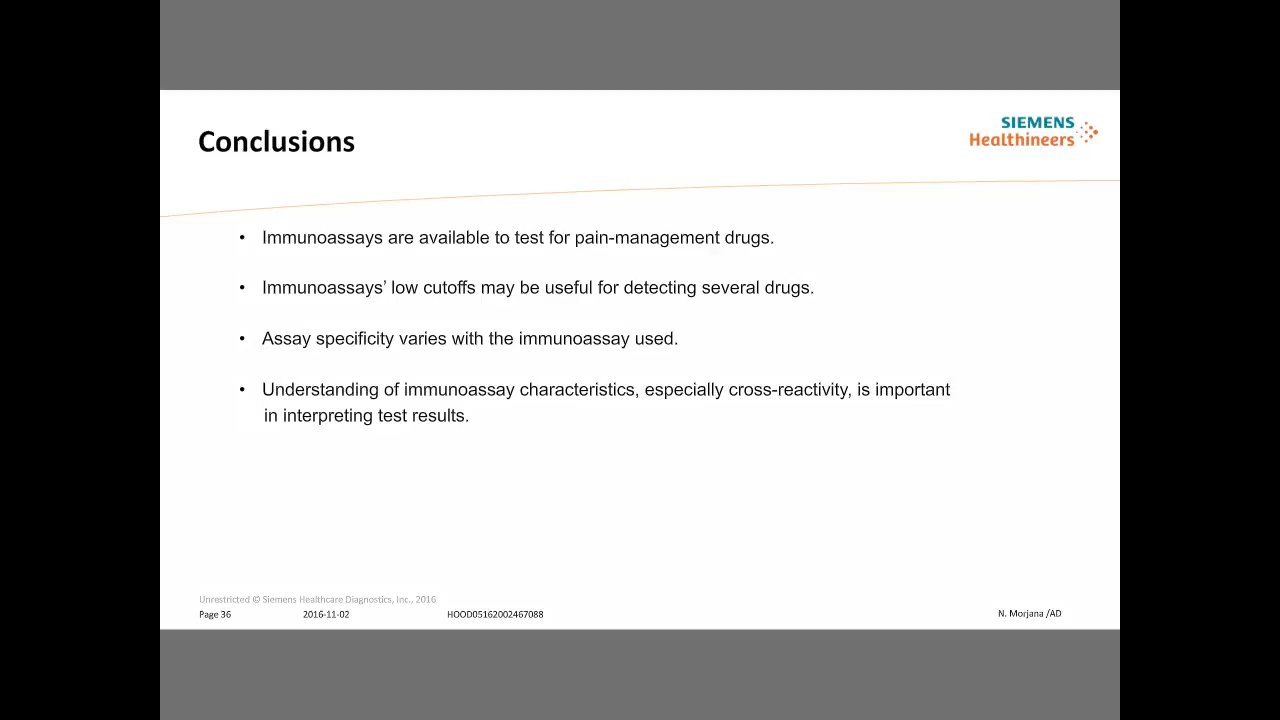 Conclusions
SIEMENS
Healthineers
• Immunoassays are available to test for pain-management drugs.
• Immunoassays’ low cutoffs may be useful for detecting several drugs.
• Assay specificity varies with the immunoassay used.
• Understanding of immunoassay characteristics, especially cross-reactivity, is important
in interpreting test results.
Unrestricted © Siemens Healthcare Diagnostics, Inc., 2016
Page 36 2016-11-02 HOOD05162002467088 N. Morjana /AD